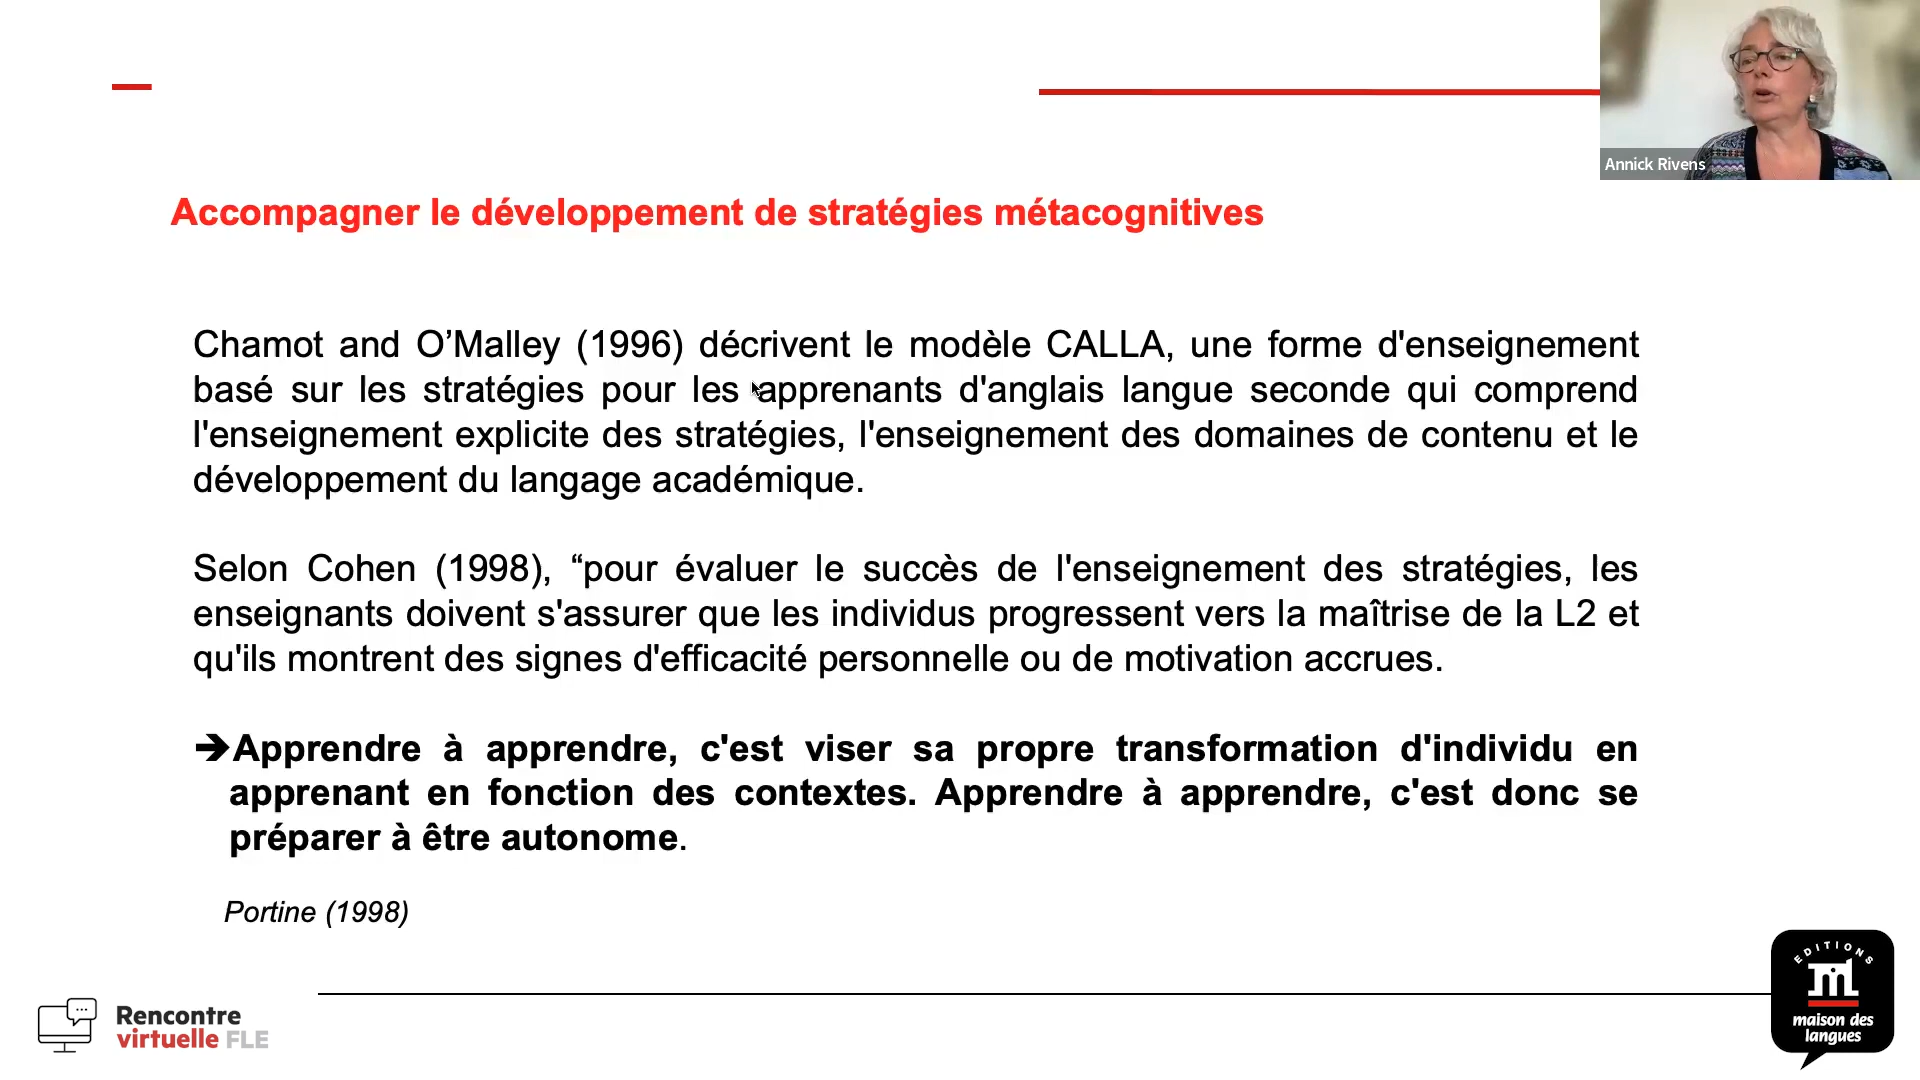 Annick Rivens
Accompagner le développement de stratégies métacognitives
Chamot and O’Malley (1996) décrivent le modèle CALLA, une forme d'enseignement
basé sur les stratégies pour les apprenants d'anglais langue seconde qui comprend
l'enseignement explicite des stratégies, l'enseignement des domaines de contenu et le
développement du langage académique.
Selon Cohen (1998), “pour évaluer le succès de l'enseignement des stratégies, les
enseignants doivent s'assurer que les individus progressent vers la maîtrise de la L2 et
qu'ils montrent des signes d'efficacité personnelle ou de motivation accrues.
➔Apprendre à apprendre, c'est viser sa propre transformation d'individu en
apprenant en fonction des contextes. Apprendre à apprendre, c'est donc se
préparer à être autonome.
Portine (1998)
Rencontre
virtuelle FLE
EDITIONS
maison des
langues